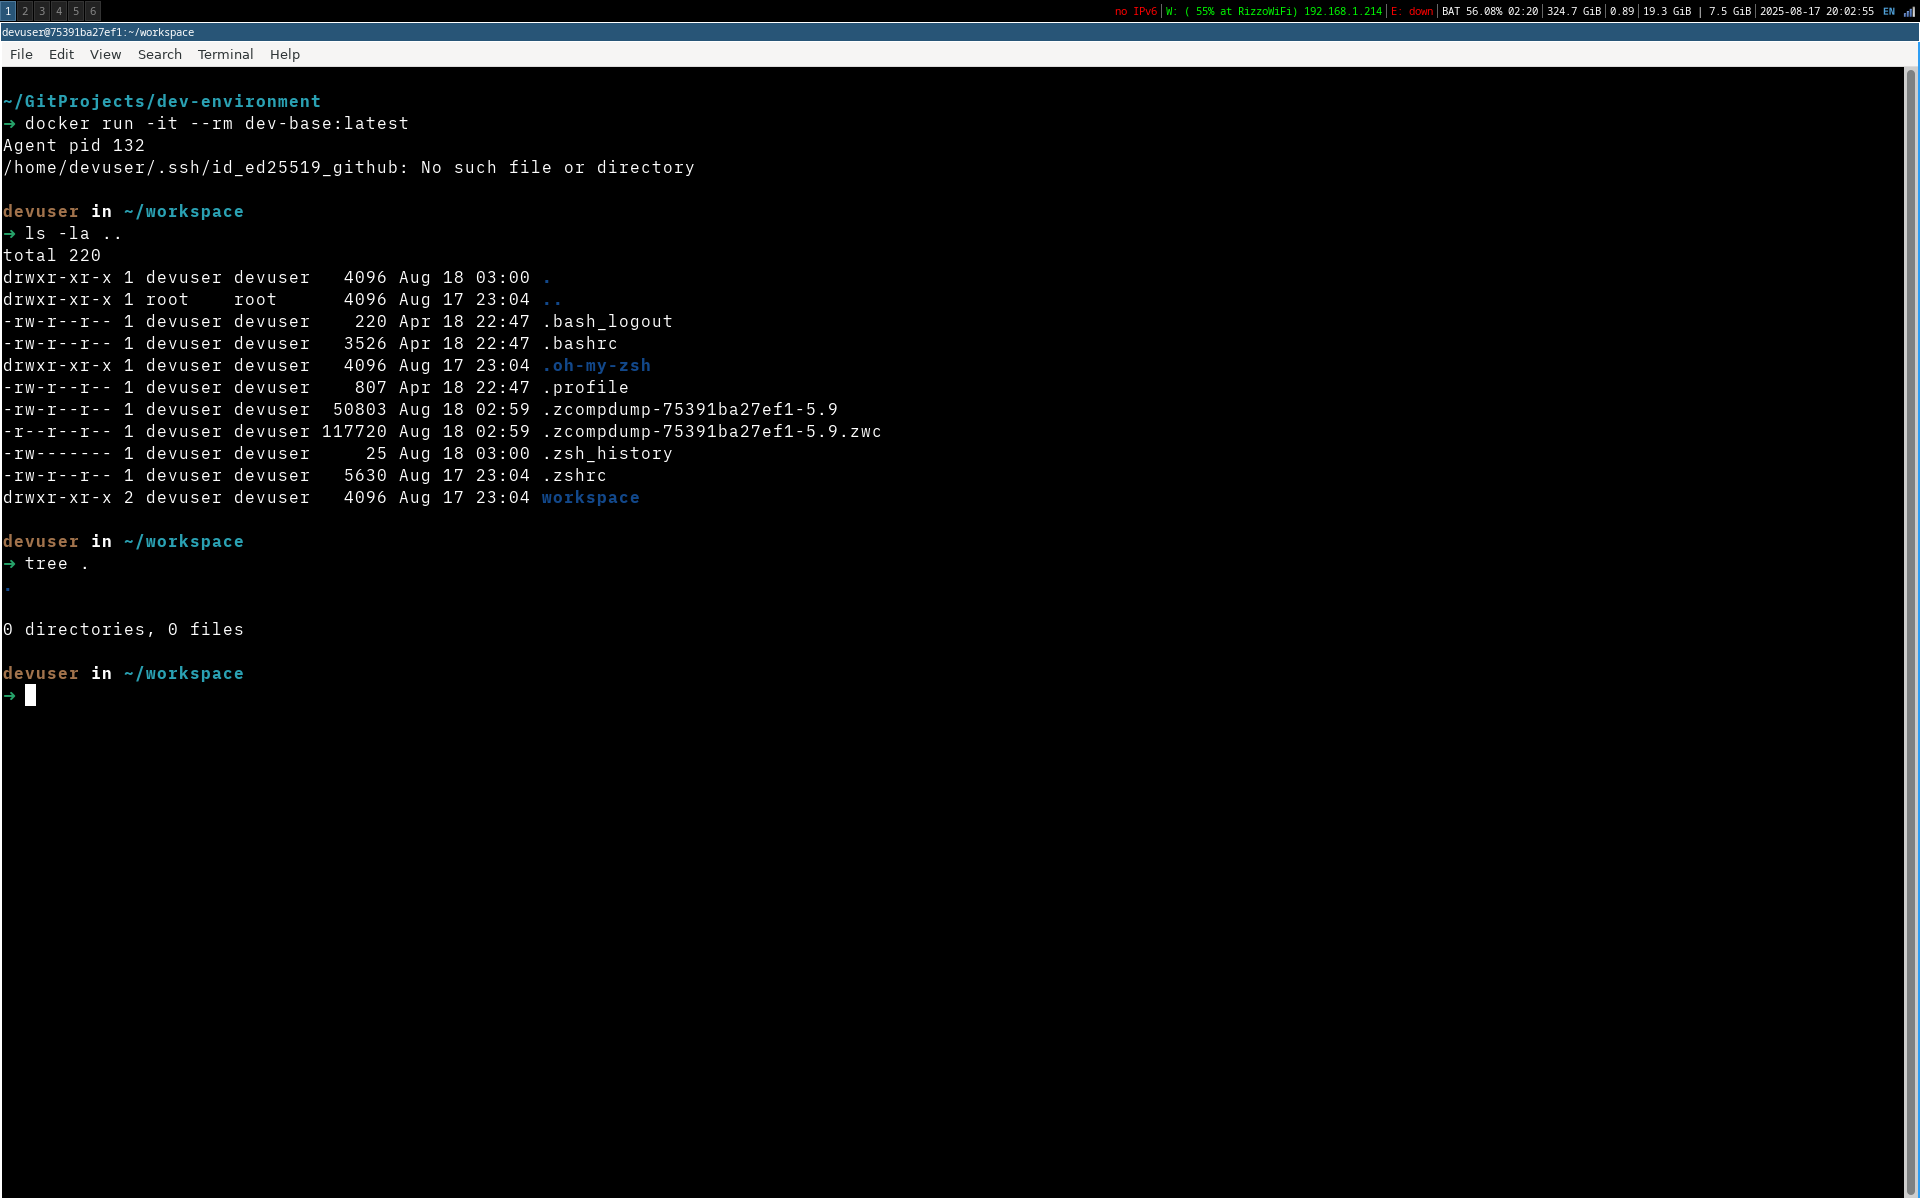 1 2 3 4 5 6 no IPv6 W: ( 55% at RizzoWiFi) 192.168.1.214 E: down BAT 56.08% 02:20 324.7 GiB 0.89 19.3 GiB | 7.5 GiB 2025-08-17 20:02:55 EN
devuser@75391ba27ef1:~/workspace
File Edit View Search Terminal Help
~/GitProjects/dev-environment
→ docker run -it --rm dev-base:latest
Agent pid 132
/home/devuser/.ssh/id_ed25519_github: No such file or directory
devuser in ~/workspace
→ ls -la ..
total 220
drwxr-xr-x 1 devuser devuser   4096 Aug 18 03:00 .
drwxr-xr-x 1 root    root      4096 Aug 17 23:04 ..
-rw-r--r-- 1 devuser devuser    220 Apr 18 22:47 .bash_logout
-rw-r--r-- 1 devuser devuser   3526 Apr 18 22:47 .bashrc
drwxr-xr-x 1 devuser devuser   4096 Aug 17 23:04 .oh-my-zsh
-rw-r--r-- 1 devuser devuser    807 Apr 18 22:47 .profile
-rw-r--r-- 1 devuser devuser  50803 Aug 18 02:59 .zcompdump-75391ba27ef1-5.9
-r--r--r-- 1 devuser devuser 117720 Aug 18 02:59 .zcompdump-75391ba27ef1-5.9.zwc
-rw------- 1 devuser devuser     25 Aug 18 03:00 .zsh_history
-rw-r--r-- 1 devuser devuser   5630 Aug 17 23:04 .zshrc
drwxr-xr-x 2 devuser devuser   4096 Aug 17 23:04 workspace
devuser in ~/workspace
→ tree .
.
0 directories, 0 files
devuser in ~/workspace
→